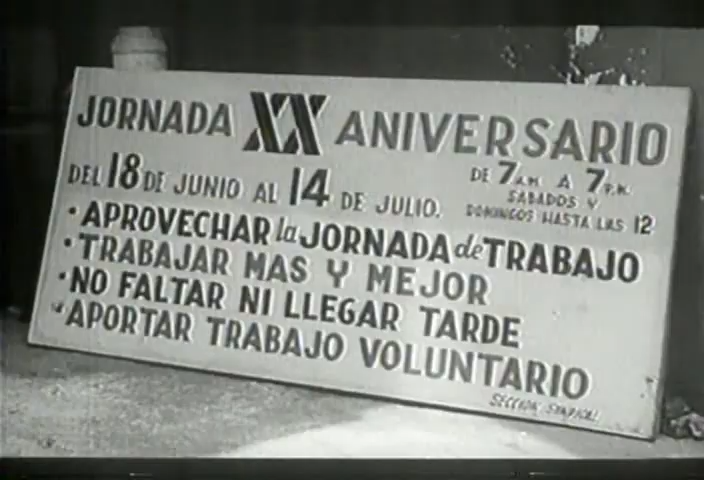 JORNADA XX ANIVERSARIO
DEL 18 DE JUNIO AL 14 DE JULIO.
DE 7 A.M. A 7 P.M.
SABADOS Y
DOMINGOS HASTA LAS 12
• APROVECHAR la JORNADA de TRABAJO
• TRABAJAR MAS Y MEJOR
• NO FALTAR NI LLEGAR TARDE
• APORTAR TRABAJO VOLUNTARIO
SECCION SINDICAL